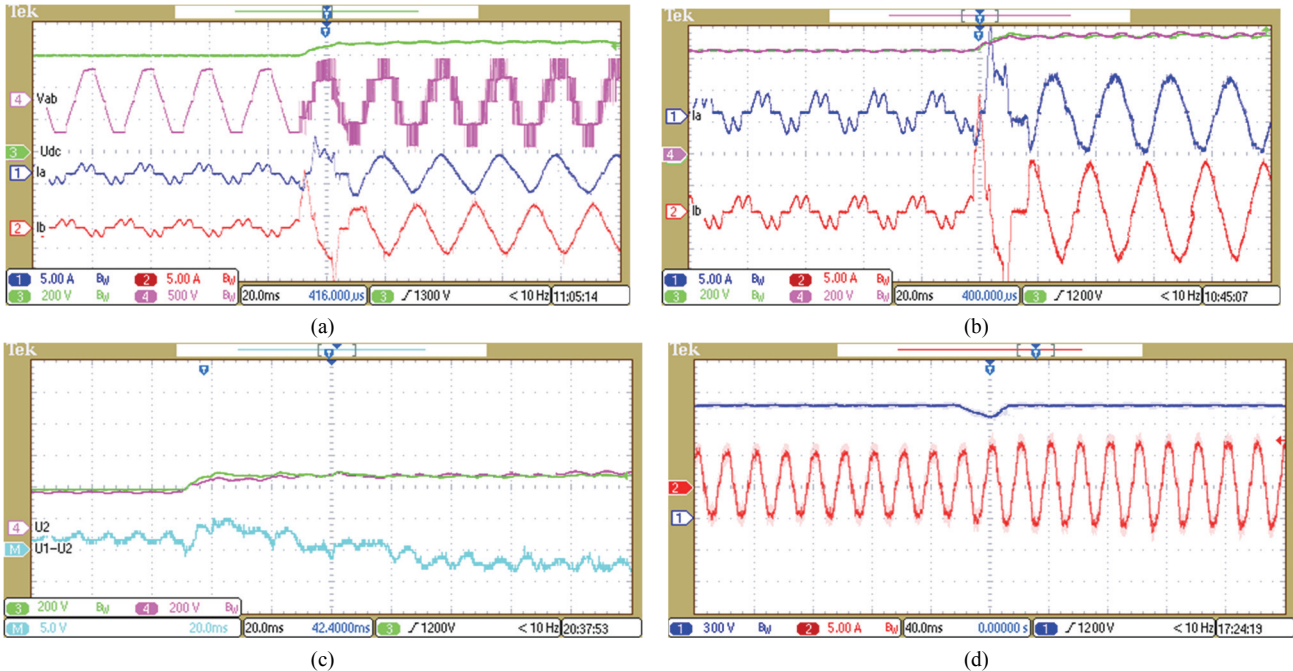 Tek
4 Vab
3 Udc
1 Ia
2 Ib
1 5.00 A BW 2 5.00 A BW
3 200 V BW 4 500 V BW 20.0ms 416.000μs 3 ƒ 1300 V < 10 Hz 11:05:14
(a)
Tek
1 Ia
4
2 Ib
1 5.00 A BW 2 5.00 A BW
3 200 V BW 4 200 V BW 20.0ms 400.000μs 3 ƒ 1200V < 10 Hz 10:45:07
(b)
Tek
4 U2
M U1-U2
3 200 V BW 4 200 V BW
M 5.0 V 20.0ms 20.0ms 42.4000ms 3 ƒ 1200V < 10 Hz 20:37:53
(c)
Tek
2
1
1 300 V BW 2 5.00 A BW 40.0ms 0.00000 s 1 ƒ 1200 V < 10 Hz 17:24:19
(d)